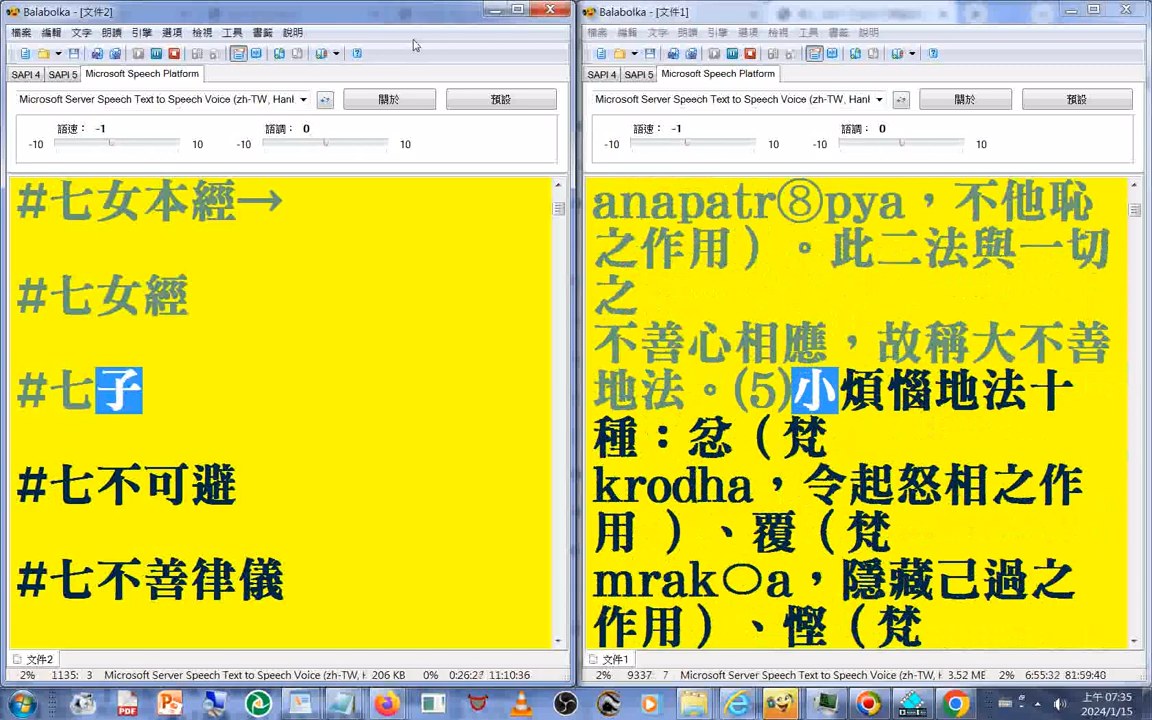 Balabolka - [文件2]
檔案 編輯 文字 朗讀 引擎 選項 檢視 工具 書籤 說明
SAPI 4 SAPI 5 Microsoft Speech Platform
Microsoft Server Speech Text to Speech Voice (zh-TW, Hanl
關於 預設
語速： -1 語調： 0
-10 10 -10 10
#七女本經→
#七女經
#七子
#七不可避
#七不善律儀
文件2
2% 1135: 3 Microsoft Server Speech Text to Speech Voice (zh-TW, Hanl 206 KB 0% 0:26:27 11:10:36
Balabolka - [文件1]
檔案 編輯 文字 朗讀 引擎 選項 檢視 工具 書籤 說明
SAPI 4 SAPI 5 Microsoft Speech Platform
Microsoft Server Speech Text to Speech Voice (zh-TW, Hanl
關於 預設
語速： -1 語調： 0
-10 10 -10 10
anapatr⑧pya，不他恥
之作用）。此二法與一切
之
不善心相應，故稱大不善
地法。(5)小煩惱地法十
種：忿（梵
krodha，令起怒相之作
用）、覆（梵
mrak○a，隱藏己過之
作用）、慳（梵
文件1
2% 9337: 7 Microsoft Server Speech Text to Speech Voice (zh-TW, Hanl 3.52 ME 2% 6:55:32 81:59:40
上午 07:35
2024/1/15